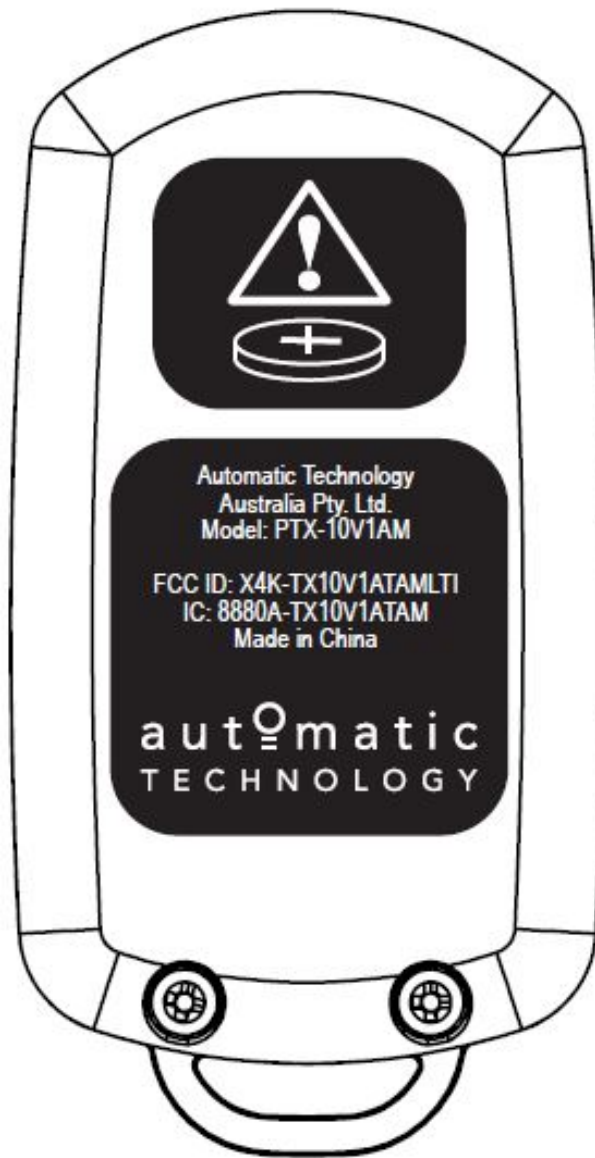 Automatic Technology
Australia Pty. Ltd.
Model: PTX-10V1AM
FCC ID: X4K-TX10V1ATAMLTI
IC: 8880A-TX10V1ATAM
Made in China
automatic
TECHNOLOGY